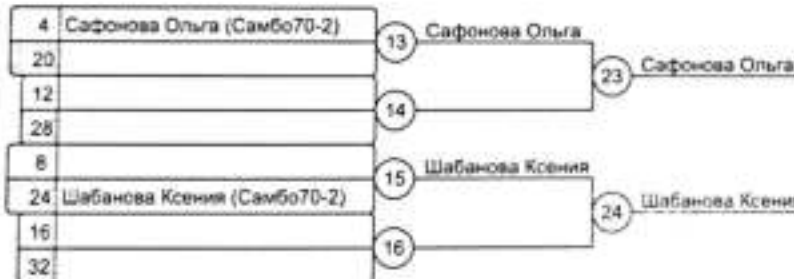 4 Сафонова Ольга (Самбо70-2)
13 Сафонова Ольга
20
23 Сафонова Ольга
12
14
28
8
15 Шабанова Ксения
24 Шабанова Ксения (Самбо70-2)
24 Шабанова Ксения
16
16
32